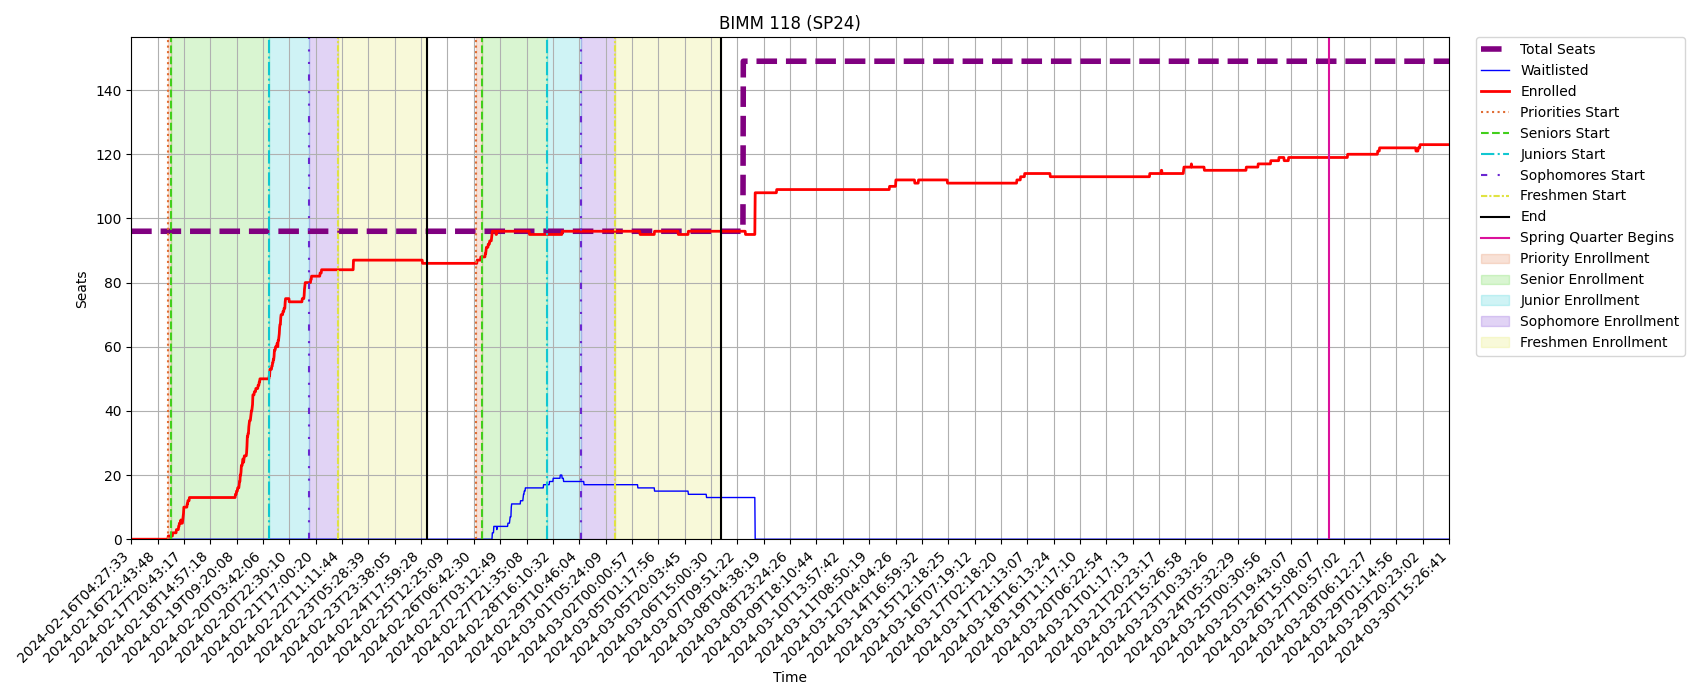 BIMM 118 (SP24)
Seats
140
120
100
80
60
40
20
0
2024-02-16T04:27:33
2024-02-16T22:43:48
2024-02-17T20:43:17
2024-02-18T14:57:18
2024-02-19T09:20:08
2024-02-20T03:42:06
2024-02-20T22:30:10
2024-02-21T17:00:20
2024-02-22T11:11:44
2024-02-23T05:28:39
2024-02-23T23:38:05
2024-02-24T17:59:28
2024-02-25T12:25:09
2024-02-26T06:42:30
2024-02-27T03:12:49
2024-02-27T21:35:08
2024-02-28T16:10:32
2024-02-29T10:46:04
2024-03-01T05:24:09
2024-03-02T00:00:57
2024-03-05T01:17:56
2024-03-05T20:03:45
2024-03-06T15:00:30
2024-03-07T09:51:22
2024-03-08T04:38:19
2024-03-08T23:24:26
2024-03-09T18:10:44
2024-03-10T13:57:42
2024-03-11T08:50:19
2024-03-12T04:04:26
2024-03-14T16:59:32
2024-03-15T12:18:25
2024-03-16T07:19:12
2024-03-17T02:18:20
2024-03-17T21:13:07
2024-03-18T16:13:24
2024-03-19T11:17:10
2024-03-20T06:22:54
2024-03-21T01:17:13
2024-03-21T20:23:17
2024-03-22T15:26:58
2024-03-23T10:33:26
2024-03-24T05:32:29
2024-03-25T00:30:56
2024-03-25T19:43:07
2024-03-26T15:08:07
2024-03-27T10:57:02
2024-03-28T06:12:27
2024-03-29T01:14:56
2024-03-29T20:23:02
2024-03-30T15:26:41
Time
Total Seats
Waitlisted
Enrolled
Priorities Start
Seniors Start
Juniors Start
Sophomores Start
Freshmen Start
End
Spring Quarter Begins
Priority Enrollment
Senior Enrollment
Junior Enrollment
Sophomore Enrollment
Freshmen Enrollment